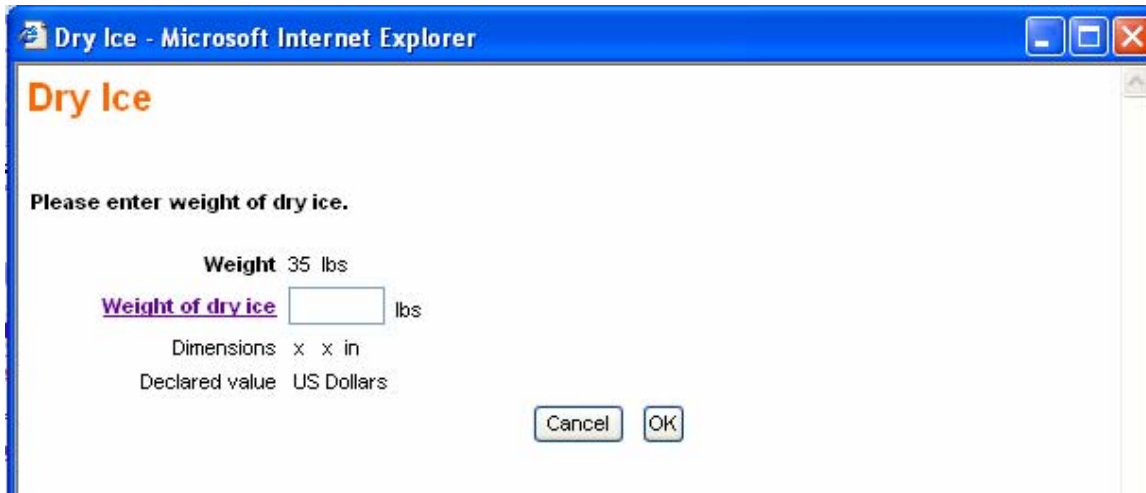 Dry Ice - Microsoft Internet Explorer
Dry Ice
Please enter weight of dry ice.
Weight 35 lbs
Weight of dry ice lbs
Dimensions x x in
Declared value US Dollars
Cancel OK